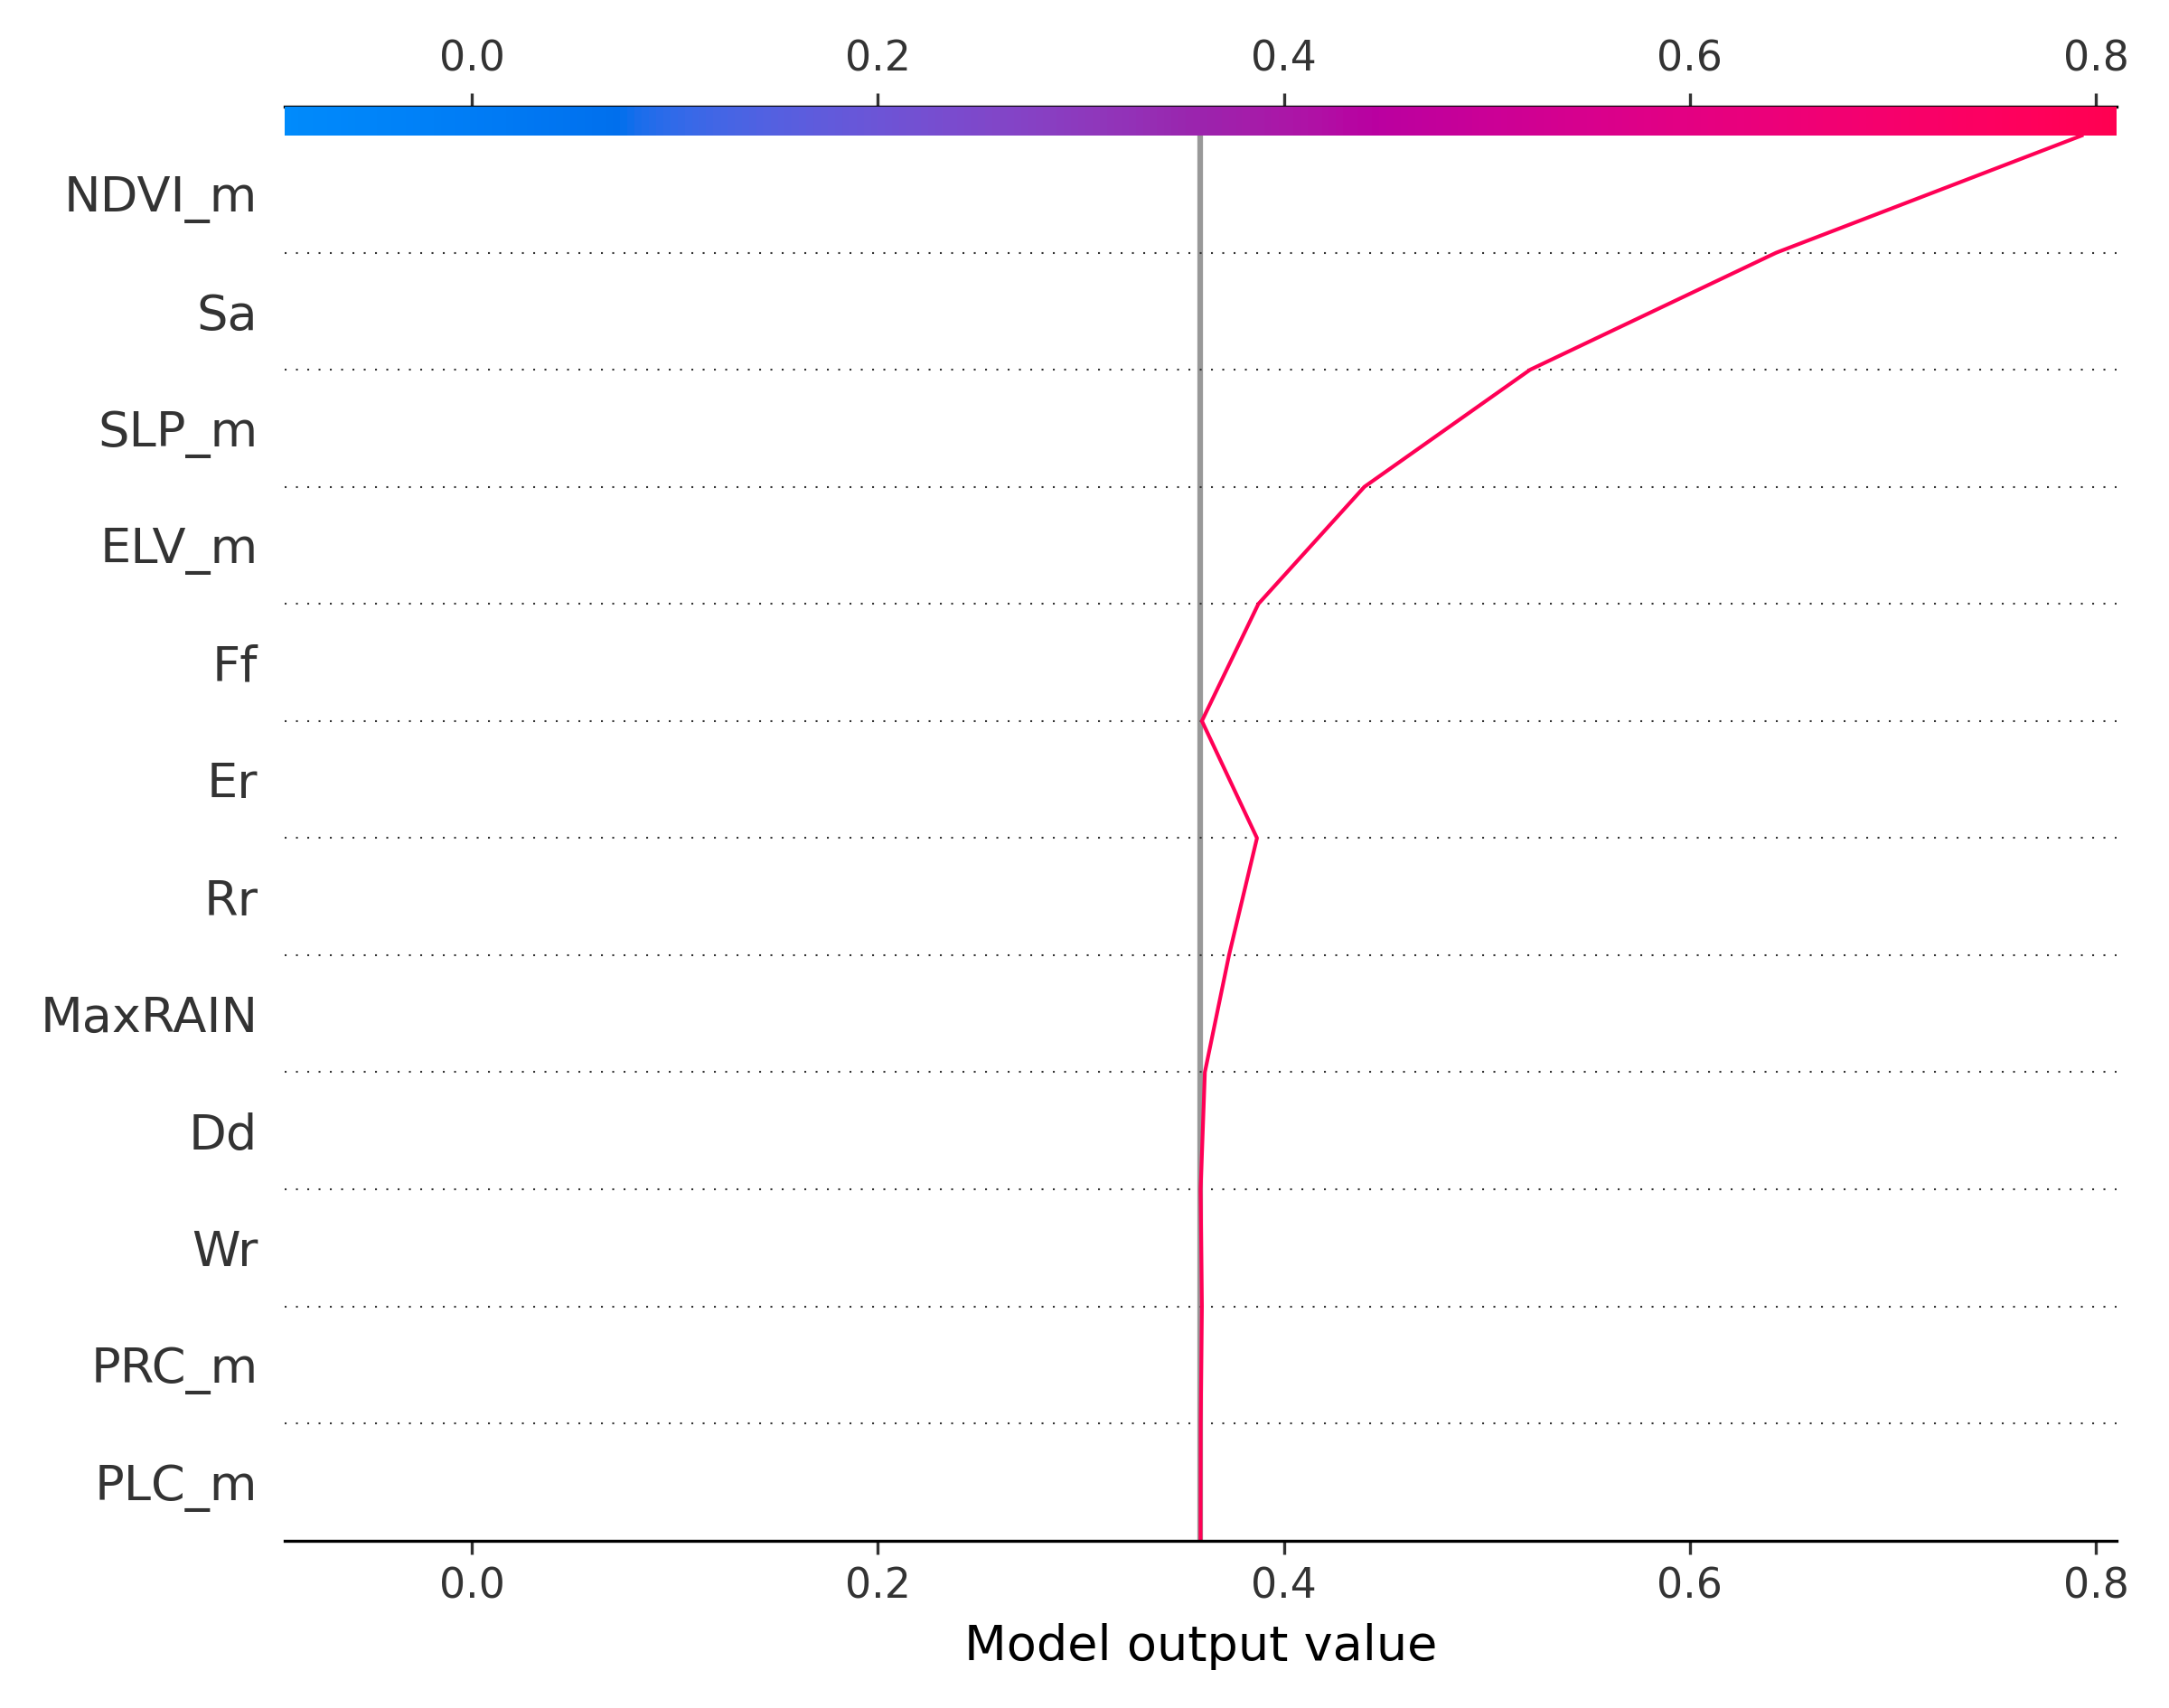 0.0 0.2 0.4 0.6 0.8
NDVI_m
Sa
SLP_m
ELV_m
Ff
Er
Rr
MaxRAIN
Dd
Wr
PRC_m
PLC_m
0.0 0.2 0.4 0.6 0.8
Model output value